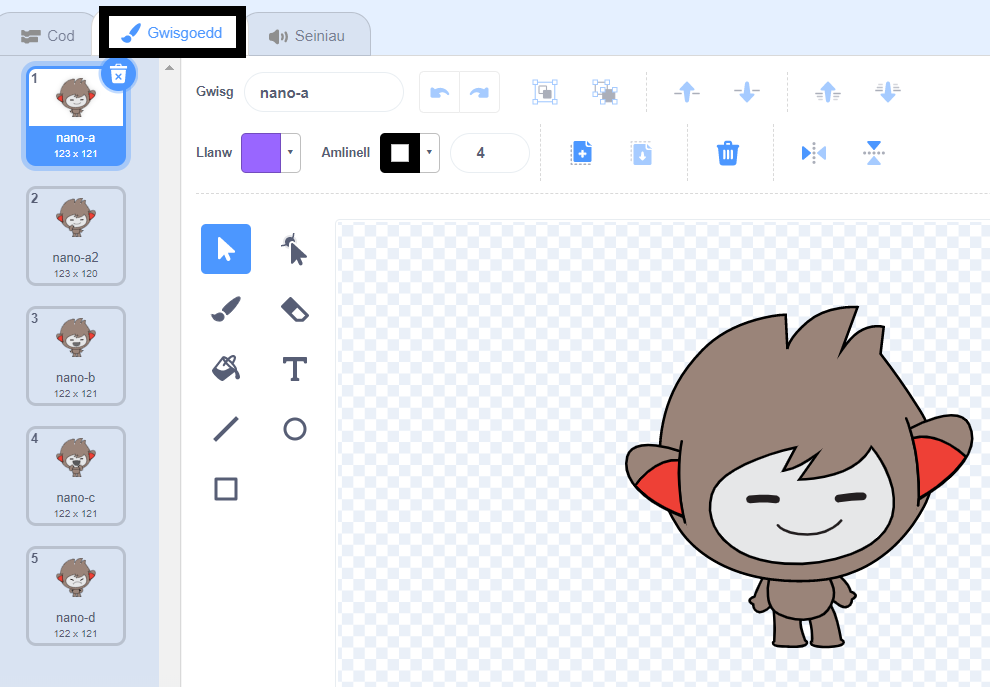 Cod
Gwisgoedd
Seiniau
1
nano-a
123 x 121
2
nano-a2
123 x 120
3
nano-b
122 x 121
4
nano-c
122 x 121
5
nano-d
122 x 121
Gwisg
nano-a
Llanw
Amlinell
4
T